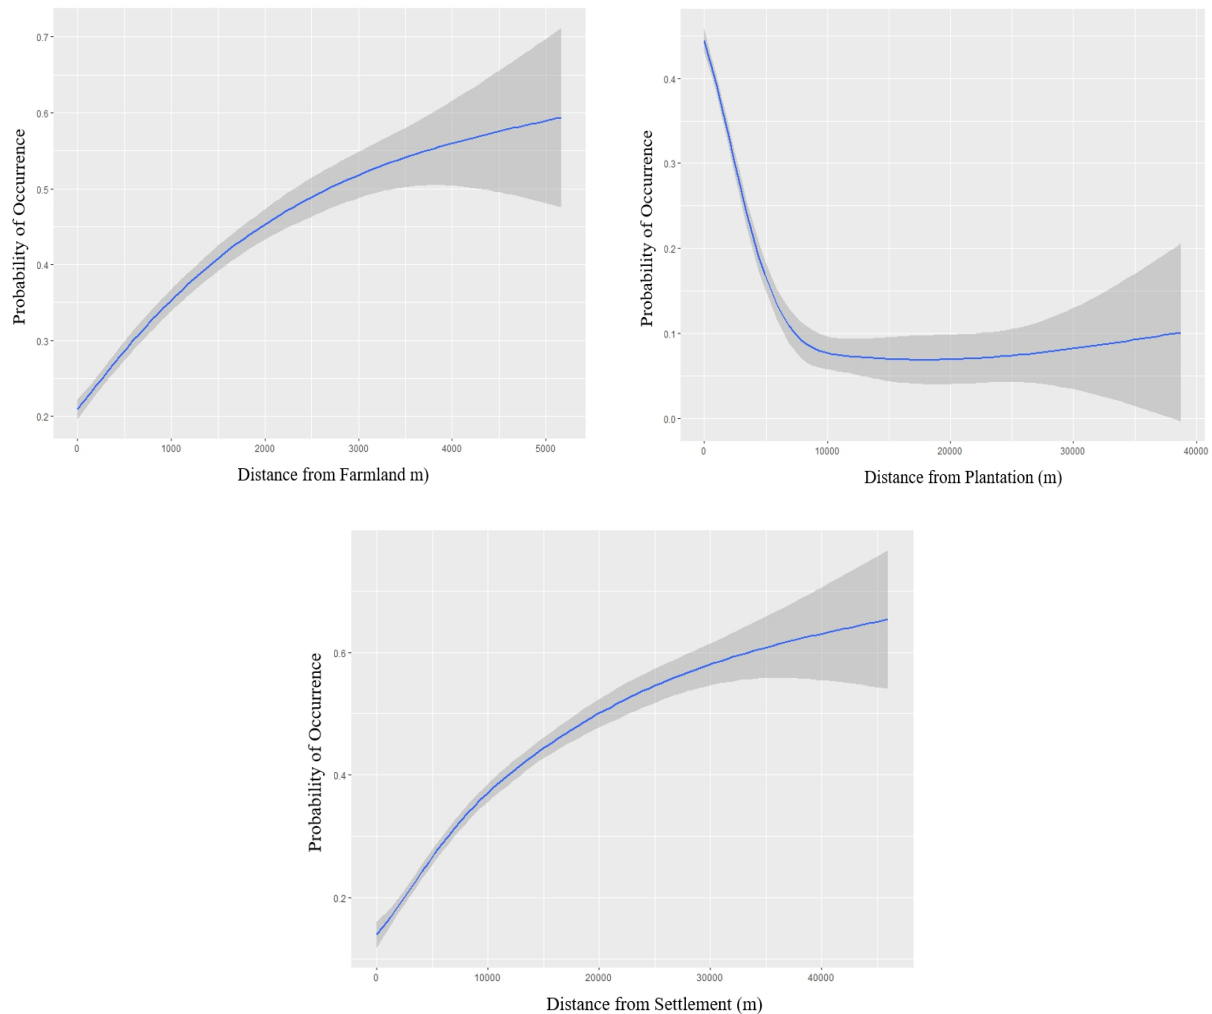 0.7
0.6
0.5
0.4
0.3
0.2
Probability of Occurrence
0 1000 2000 3000 4000 5000
Distance from Farmland m)
0.4
0.3
0.2
0.1
0.0
Probability of Occurrence
0 10000 20000 30000 40000
Distance from Plantation (m)
0.6
0.4
0.2
Probability of Occurrence
0 10000 20000 30000 40000
Distance from Settlement (m)